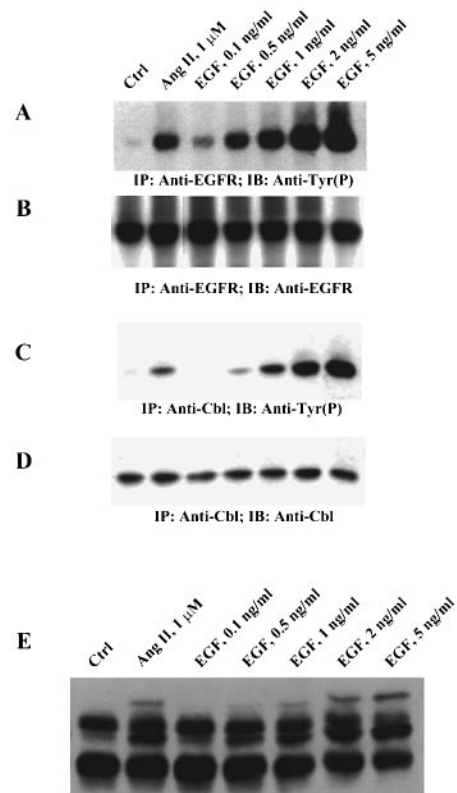 Ctrl
Ang II, 1 µM
EGF, 0.1 ng/ml
EGF, 0.5 ng/ml
EGF, 1 ng/ml
EGF, 2 ng/ml
EGF, 5 ng/ml
A
IP: Anti-EGFR; IB: Anti-Tyr(P)
B
IP: Anti-EGFR; IB: Anti-EGFR
C
IP: Anti-Cbl; IB: Anti-Tyr(P)
D
IP: Anti-Cbl; IB: Anti-Cbl
E
Ctrl
Ang II, 1 µM
EGF, 0.1 ng/ml
EGF, 0.5 ng/ml
EGF, 1 ng/ml
EGF, 2 ng/ml
EGF, 5 ng/ml